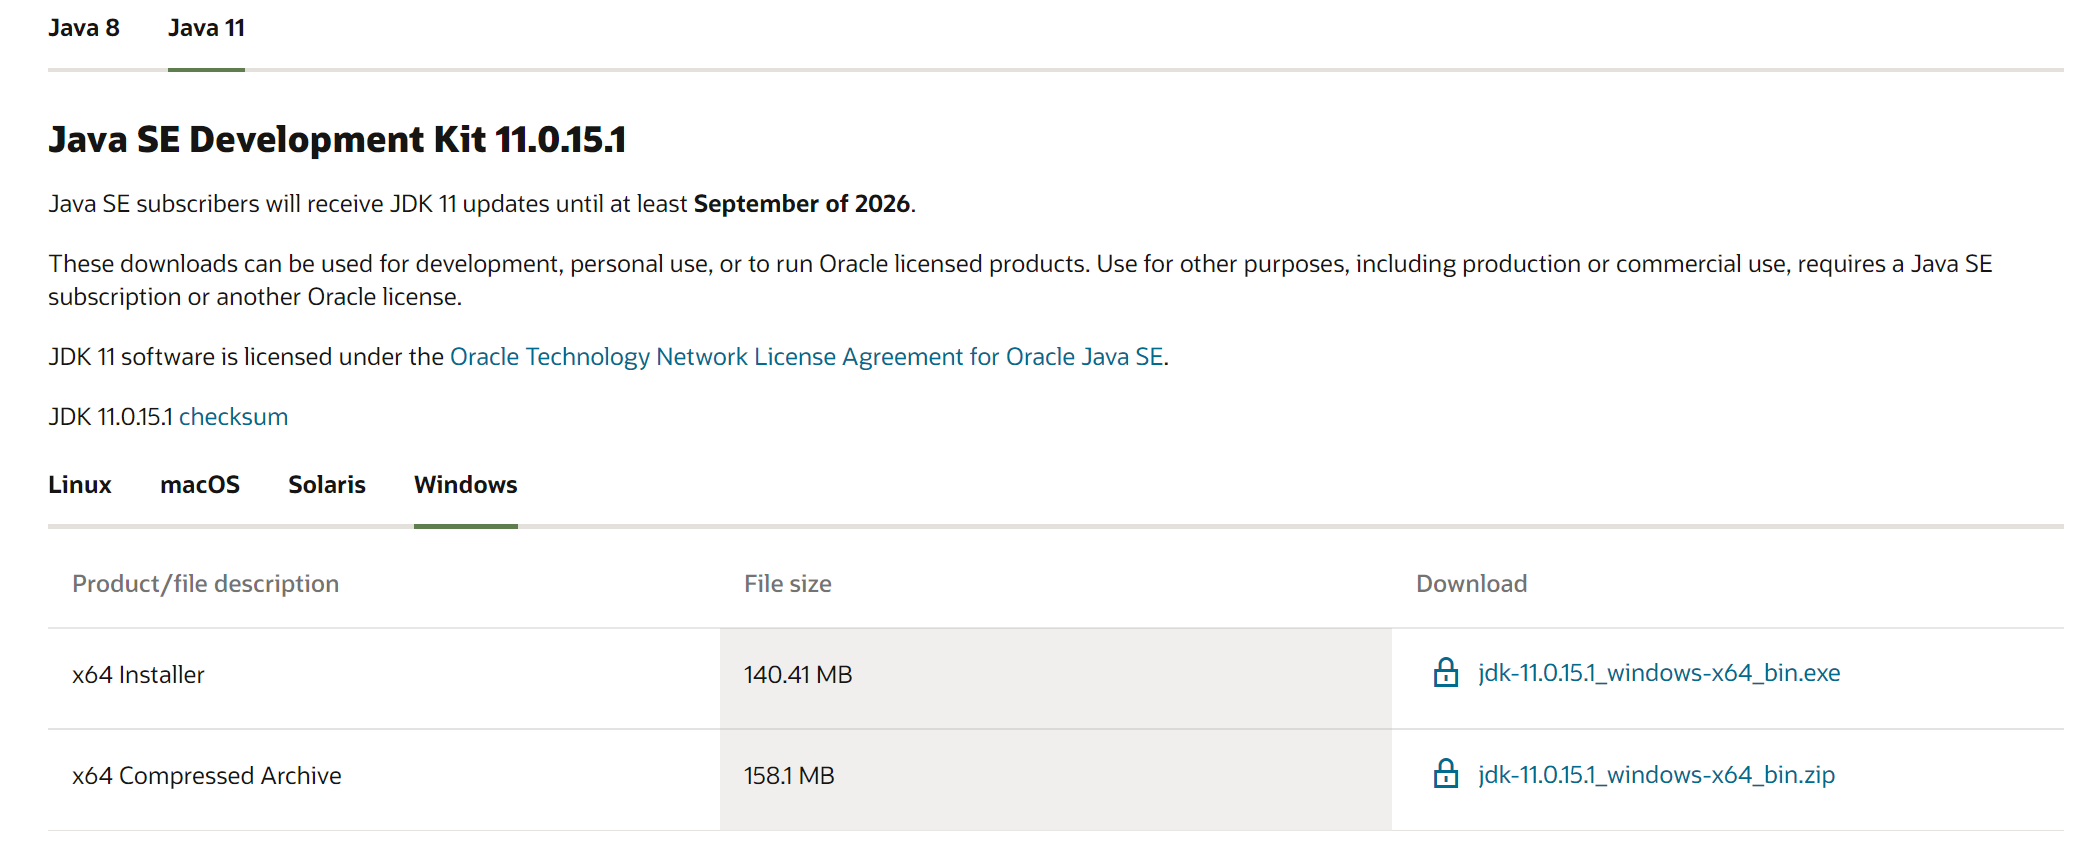 Java 8 Java 11
Java SE Development Kit 11.0.15.1
Java SE subscribers will receive JDK 11 updates until at least September of 2026.
These downloads can be used for development, personal use, or to run Oracle licensed products. Use for other purposes, including production or commercial use, requires a Java SE
subscription or another Oracle license.
JDK 11 software is licensed under the Oracle Technology Network License Agreement for Oracle Java SE.
JDK 11.0.15.1 checksum
Linux macOS Solaris Windows
Product/file description File size Download
x64 Installer 140.41 MB jdk-11.0.15.1_windows-x64_bin.exe
x64 Compressed Archive 158.1 MB jdk-11.0.15.1_windows-x64_bin.zip